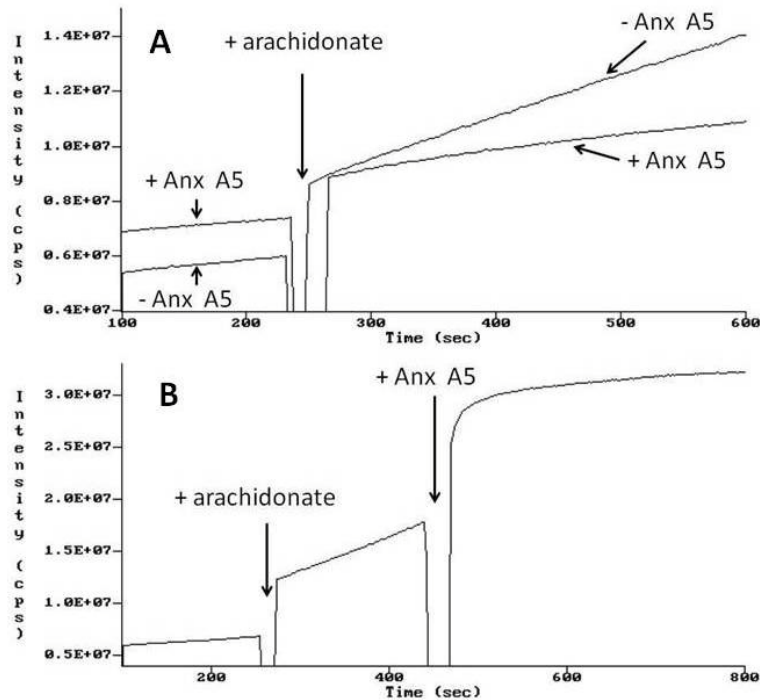 A
+ arachidonate
- Anx A5
+ Anx A5
+ Anx A5
- Anx A5
Intensity (cps)
1.4E+07
1.2E+07
1.0E+07
0.8E+07
0.6E+07
0.4E+07
100
200
300
400
500
600
Time (sec)
B
+ Anx A5
+ arachidonate
Intensity (cps)
3.0E+07
2.5E+07
2.0E+07
1.5E+07
1.0E+07
0.5E+07
200
400
600
800
Time (sec)